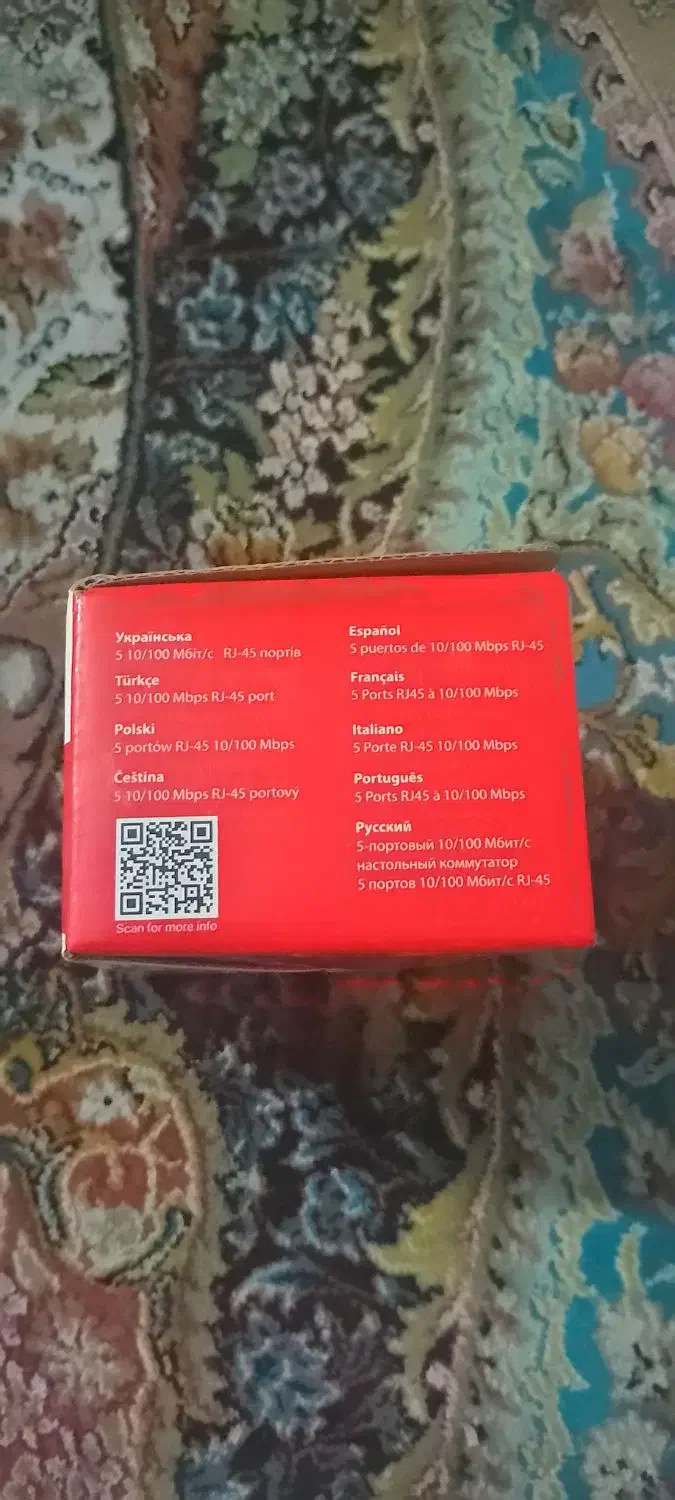 Українська
5 10/100 Мбіт/с RJ-45 портів
Türkçe
5 10/100 Mbps RJ-45 port
Polski
5 portów RJ-45 10/100 Mbps
Čeština
5 10/100 Mbps RJ-45 portový
Scan for more info
Español
5 puertos de 10/100 Mbps RJ-45
Français
5 Ports RJ45 à 10/100 Mbps
Italiano
5 Porte RJ-45 10/100 Mbps
Português
5 Ports RJ45 à 10/100 Mbps
Русский
5-портовый 10/100 Мбит/с
настольный коммутатор
5 портов 10/100 Мбит/с RJ-45